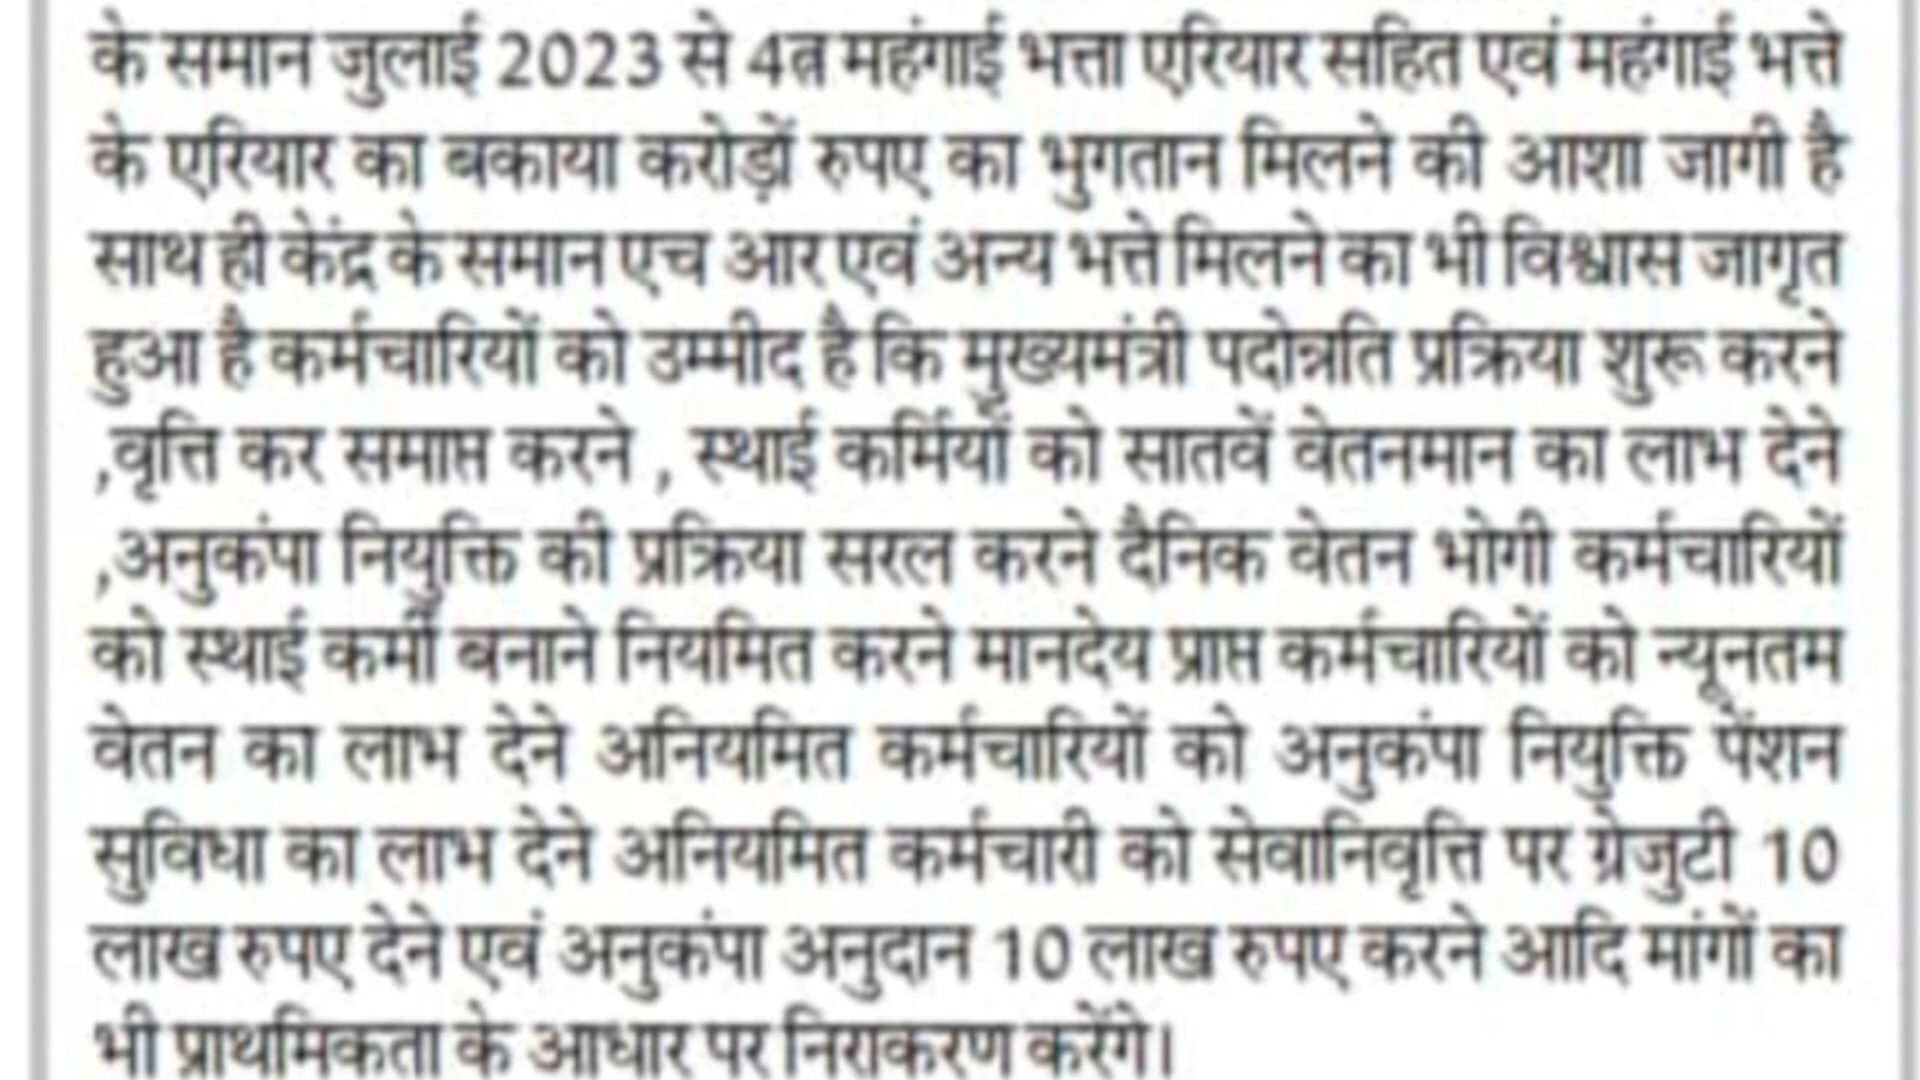 के समान जुलाई 2023 से 4त्न महंगाई भत्ता एरियार सहित एवं महंगाई भत्ते
के एरियार का बकाया करोड़ों रुपए का भुगतान मिलने की आशा जागी है
साथ ही केंद्र के समान एच आर एवं अन्य भत्ते मिलने का भी विश्वास जागृत
हुआ है कर्मचारियों को उम्मीद है कि मुख्यमंत्री पदोन्नति प्रक्रिया शुरू करने
,वृत्ति कर समाप्त करने , स्थाई कर्मियों को सातवें वेतनमान का लाभ देने
,अनुकंपा नियुक्ति की प्रक्रिया सरल करने दैनिक वेतन भोगी कर्मचारियों
को स्थाई कर्मी बनाने नियमित करने मानदेय प्राप्त कर्मचारियों को न्यूनतम
वेतन का लाभ देने अनियमित कर्मचारियों को अनुकंपा नियुक्ति पेंशन
सुविधा का लाभ देने अनियमित कर्मचारी को सेवानिवृत्ति पर ग्रेजुटी 10
लाख रुपए देने एवं अनुकंपा अनुदान 10 लाख रुपए करने आदि मांगों का
भी प्राथमिकता के आधार पर निराकरण करेंगे।